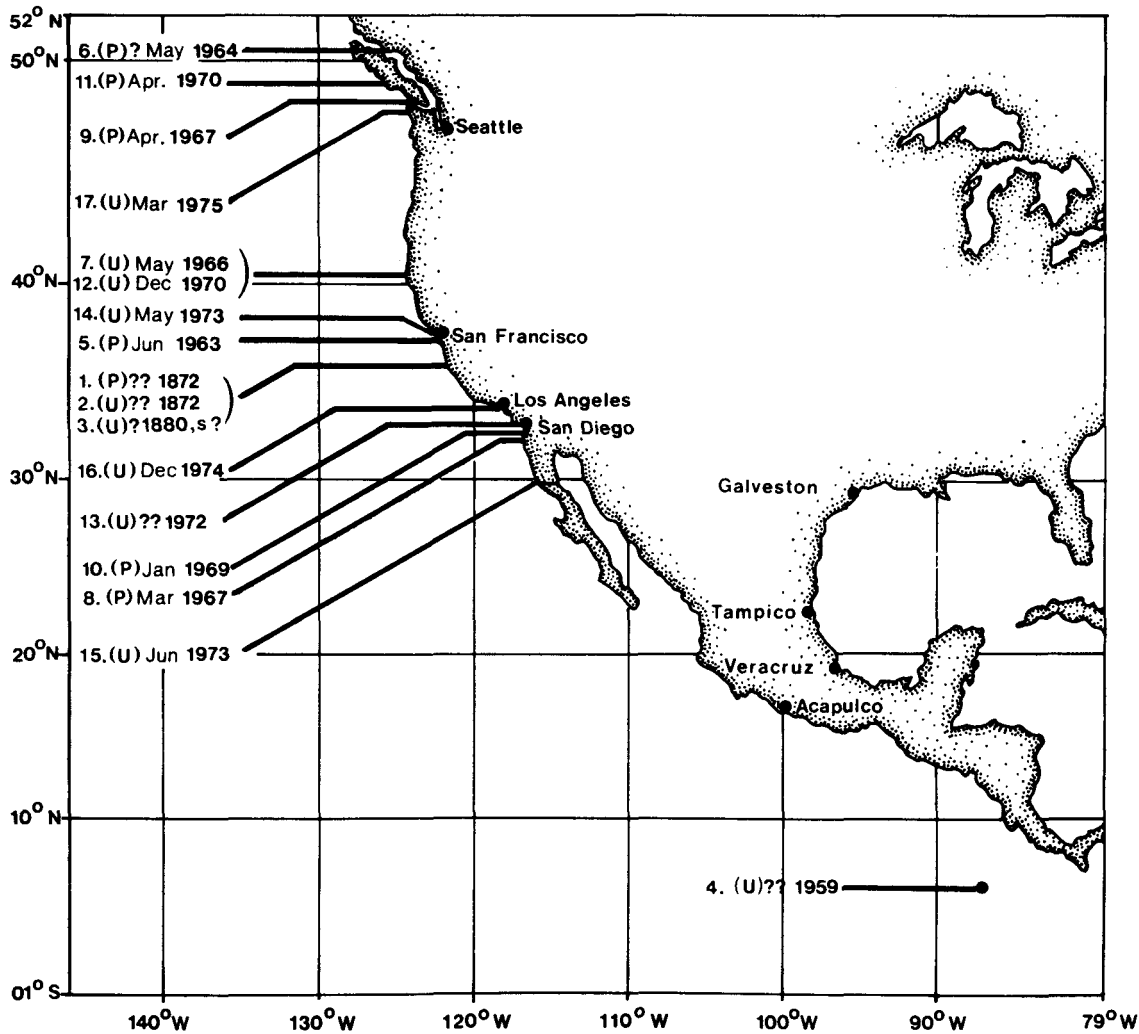 52° N
50° N
6.(P)? May 1964
11.(P) Apr. 1970
9.(P) Apr. 1967
Seattle
17.(U) Mar 1975
7. (U) May 1966
12.(U) Dec 1970
40° N
14.(U) May 1973
5. (P) Jun 1963
San Francisco
1. (P)?? 1872
2. (U)?? 1872
3.(U)?1880,s?
Los Angeles
San Diego
16.(U) Dec 1974
30° N
Galveston
13.(U)?? 1972
10.(P) Jan 1969
8. (P) Mar 1967
Tampico
15.(U) Jun 1973
20° N
Veracruz
Acapulco
10° N
4. (U)?? 1959
01° S
140° W
130° W
120° W
110° W
100° W
90° W
79° W